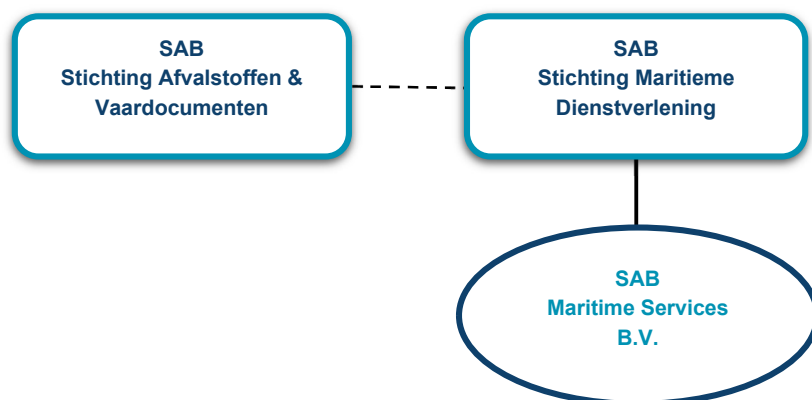 SAB
Stichting Afvalstoffen &
Vaardocumenten
SAB
Stichting Maritieme
Dienstverlening
SAB
Maritime Services
B.V.